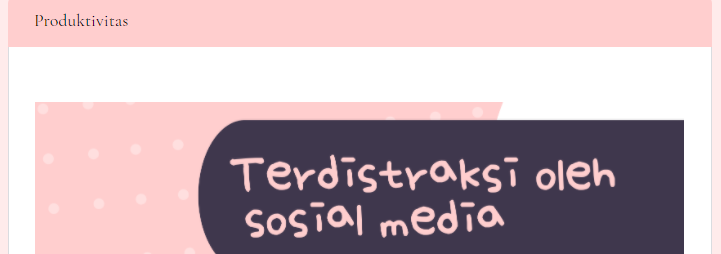 Produktivitas
Terdistraksi oleh
sosial media